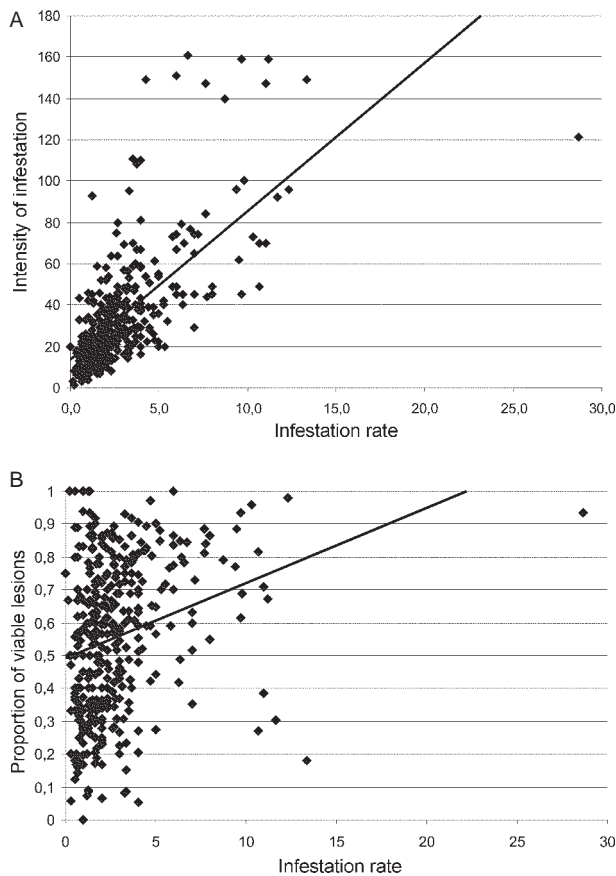 A
180
160
140
120
100
80
60
40
20
0
Intensity of infestation
0,0 5,0 10,0 15,0 20,0 25,0 30,0
Infestation rate
B
1
0,9
0,8
0,7
0,6
0,5
0,4
0,3
0,2
0,1
0
Proportion of viable lesions
0 5 10 15 20 25 30
Infestation rate